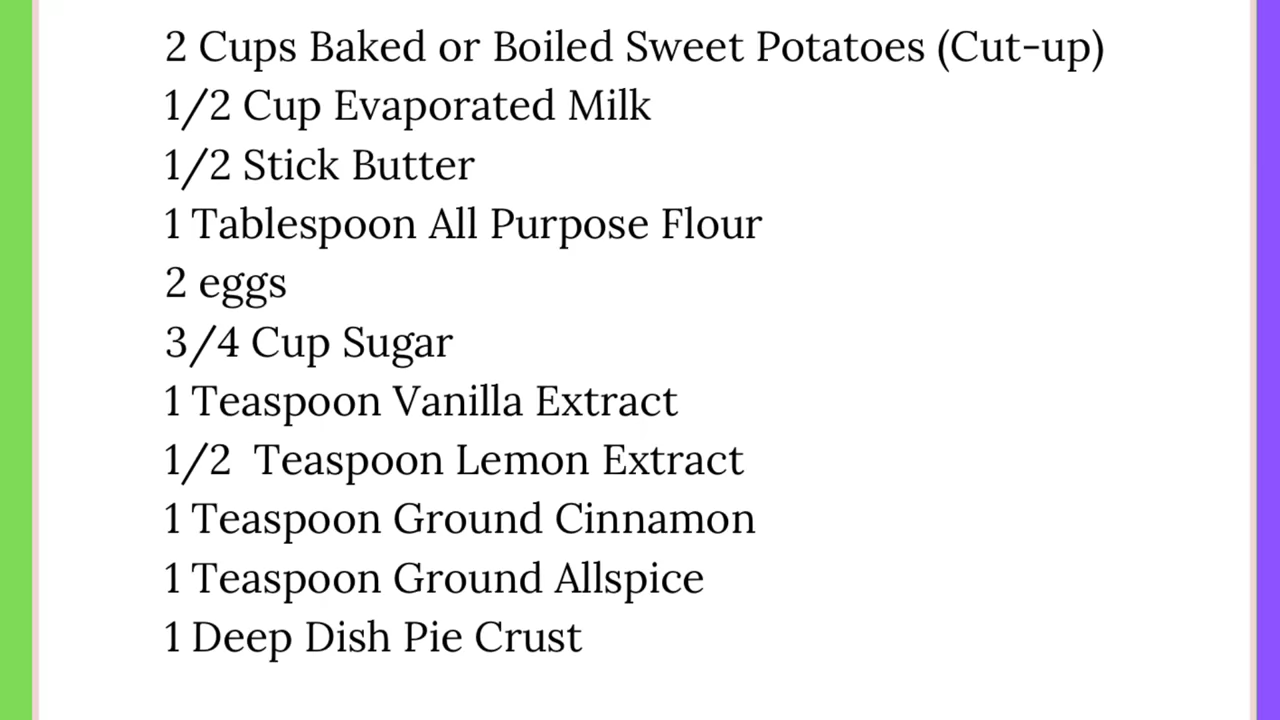 2 Cups Baked or Boiled Sweet Potatoes (Cut-up)
1/2 Cup Evaporated Milk
1/2 Stick Butter
1 Tablespoon All Purpose Flour
2 eggs
3/4 Cup Sugar
1 Teaspoon Vanilla Extract
1/2  Teaspoon Lemon Extract
1 Teaspoon Ground Cinnamon
1 Teaspoon Ground Allspice
1 Deep Dish Pie Crust